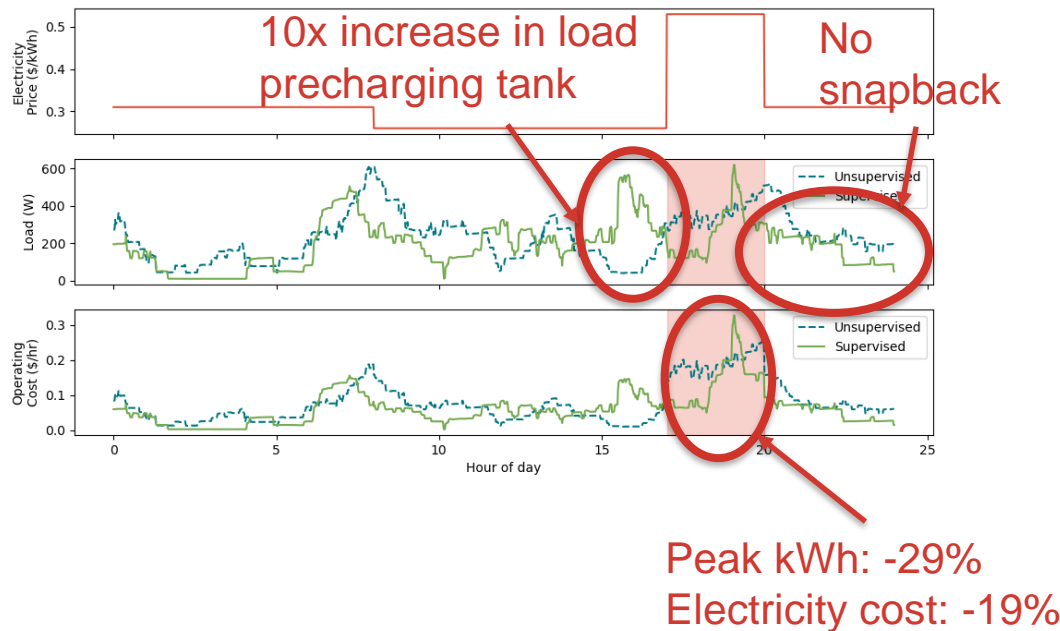 10x increase in load
precharging tank
No
snapback
Electricity
Price ($/kWh)
0.5
0.4
0.3
Load (W)
600
400
200
0
Unsupervised
Supervised
Operating
Cost ($/hr)
0.3
0.2
0.1
0.0
Unsupervised
Supervised
0
5
10
15
20
25
Hour of day
Peak kWh: -29%
Electricity cost: -19%